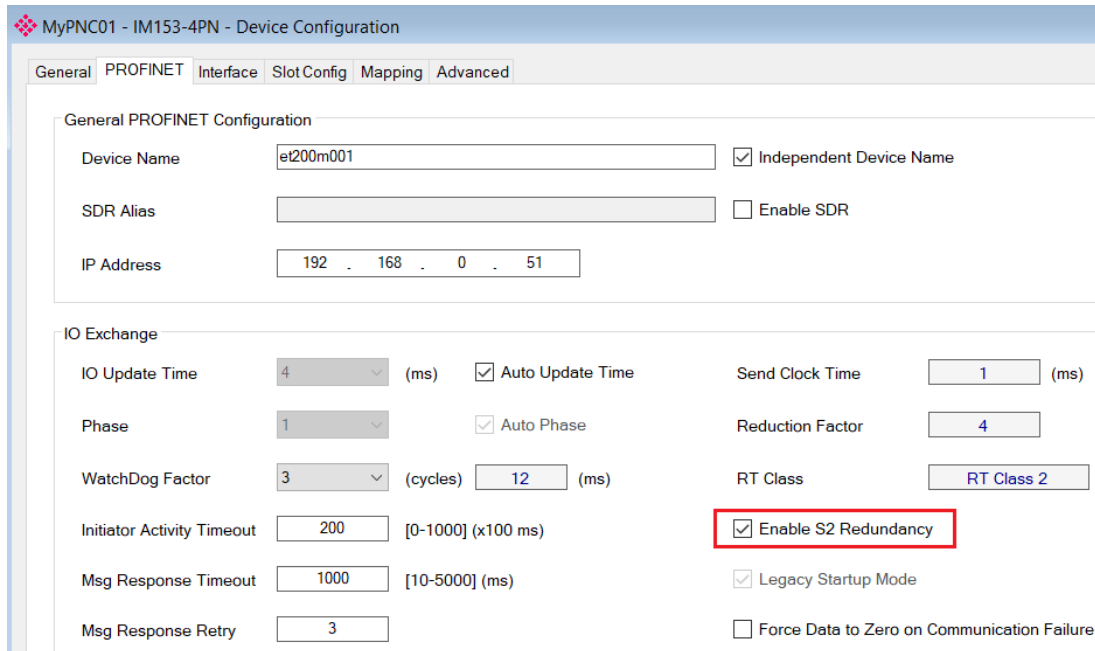 MyPNC01 - IM153-4PN - Device Configuration
General PROFINET Interface Slot Config Mapping Advanced
General PROFINET Configuration
Device Name et200m001 Independent Device Name
SDR Alias Enable SDR
IP Address 192 . 168 . 0 . 51
IO Exchange
IO Update Time 4 (ms) Auto Update Time Send Clock Time 1 (ms)
Phase 1 Auto Phase Reduction Factor 4
WatchDog Factor 3 (cycles) 12 (ms) RT Class RT Class 2
Initiator Activity Timeout 200 [0-1000] (x100 ms) Enable S2 Redundancy
Msg Response Timeout 1000 [10-5000] (ms) Legacy Startup Mode
Msg Response Retry 3 Force Data to Zero on Communication Failure